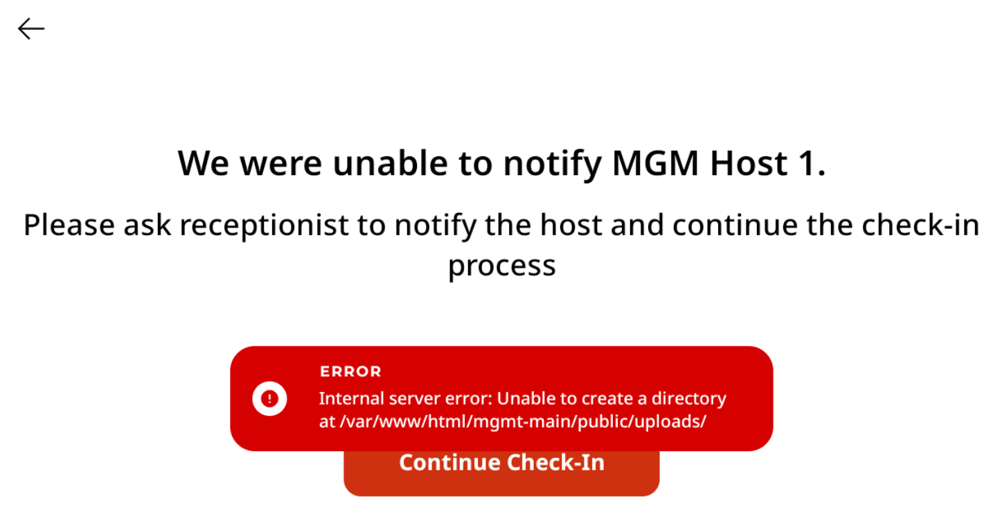 We were unable to notify MGM Host 1.
Please ask receptionist to notify the host and continue the check-in
process
ERROR
Internal server error: Unable to create a directory
at /var/www/html/mgmt-main/public/uploads/
Continue Check-In